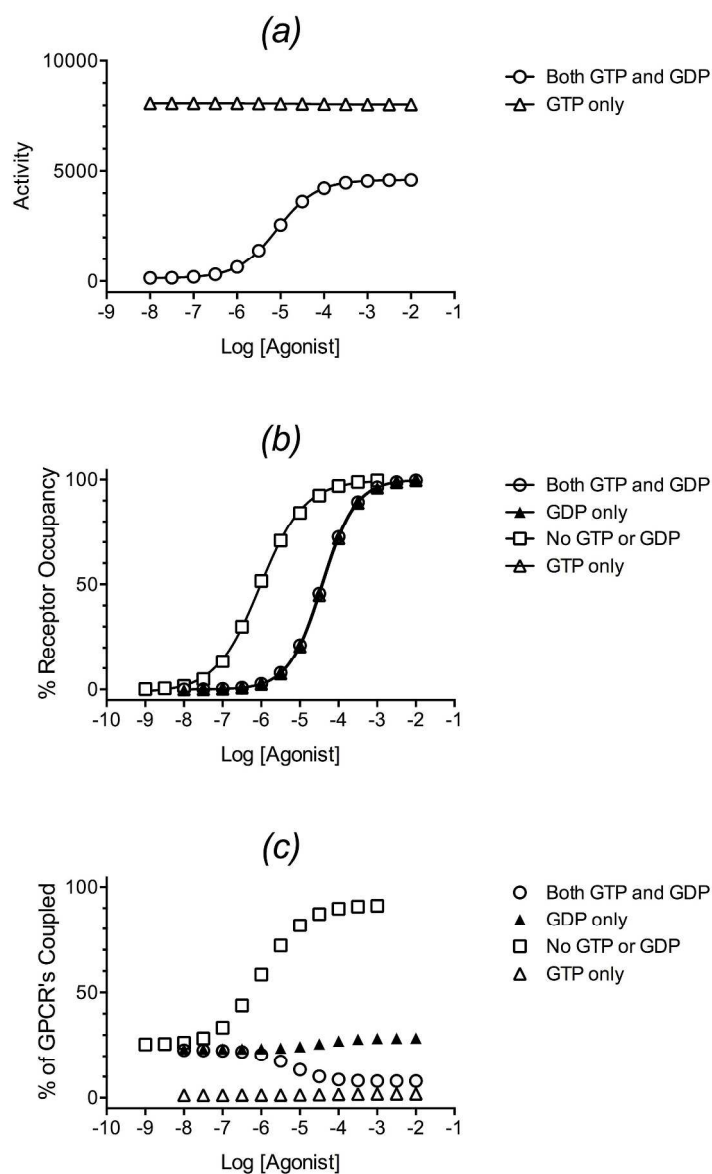 (a)
10000
5000
0
Activity
-9 -8 -7 -6 -5 -4 -3 -2 -1
Log [Agonist]
Both GTP and GDP
GTP only
(b)
100
50
0
% Receptor Occupancy
-10 -9 -8 -7 -6 -5 -4 -3 -2 -1
Log [Agonist]
Both GTP and GDP
GDP only
No GTP or GDP
GTP only
(c)
100
50
0
% of GPCR's Coupled
-10 -9 -8 -7 -6 -5 -4 -3 -2 -1
Log [Agonist]
Both GTP and GDP
GDP only
No GTP or GDP
GTP only